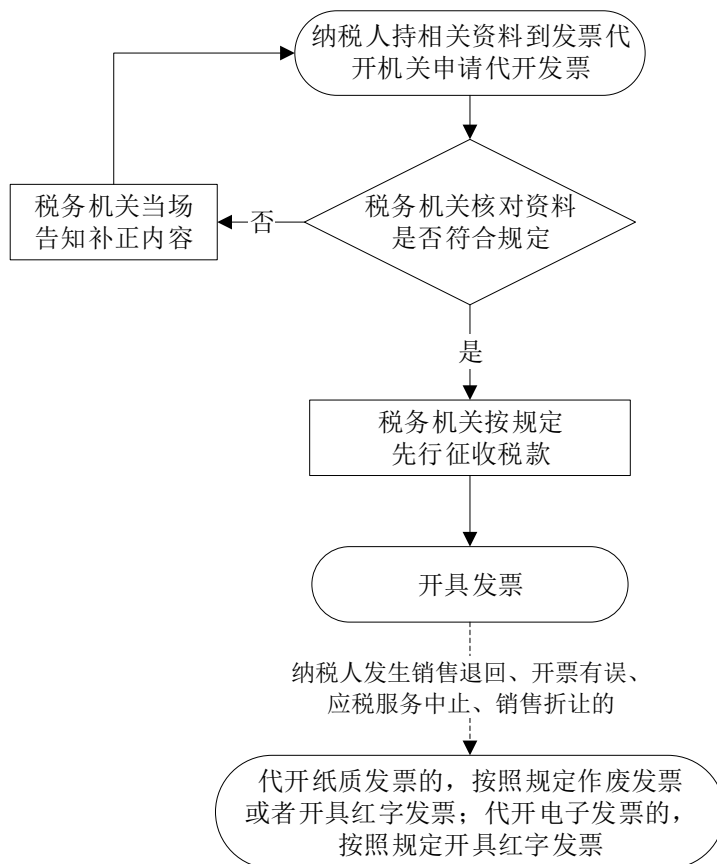 纳税人持相关资料到发票代
开机关申请代开发票
税务机关当场
告知补正内容
否
税务机关核对资料
是否符合规定
是
税务机关按规定
先行征收税款
开具发票
纳税人发生销售退回、开票有误、
应税服务中止、销售折让的
代开纸质发票的，按照规定作废发票
或者开具红字发票；代开电子发票的，
按照规定开具红字发票